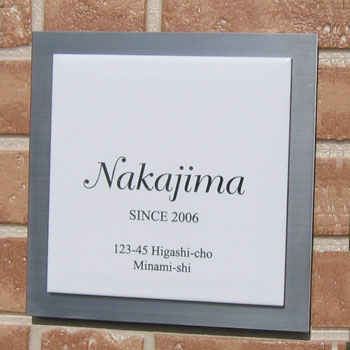 Nakajima
SINCE 2006
123-45 Higashi-cho
Minami-shi